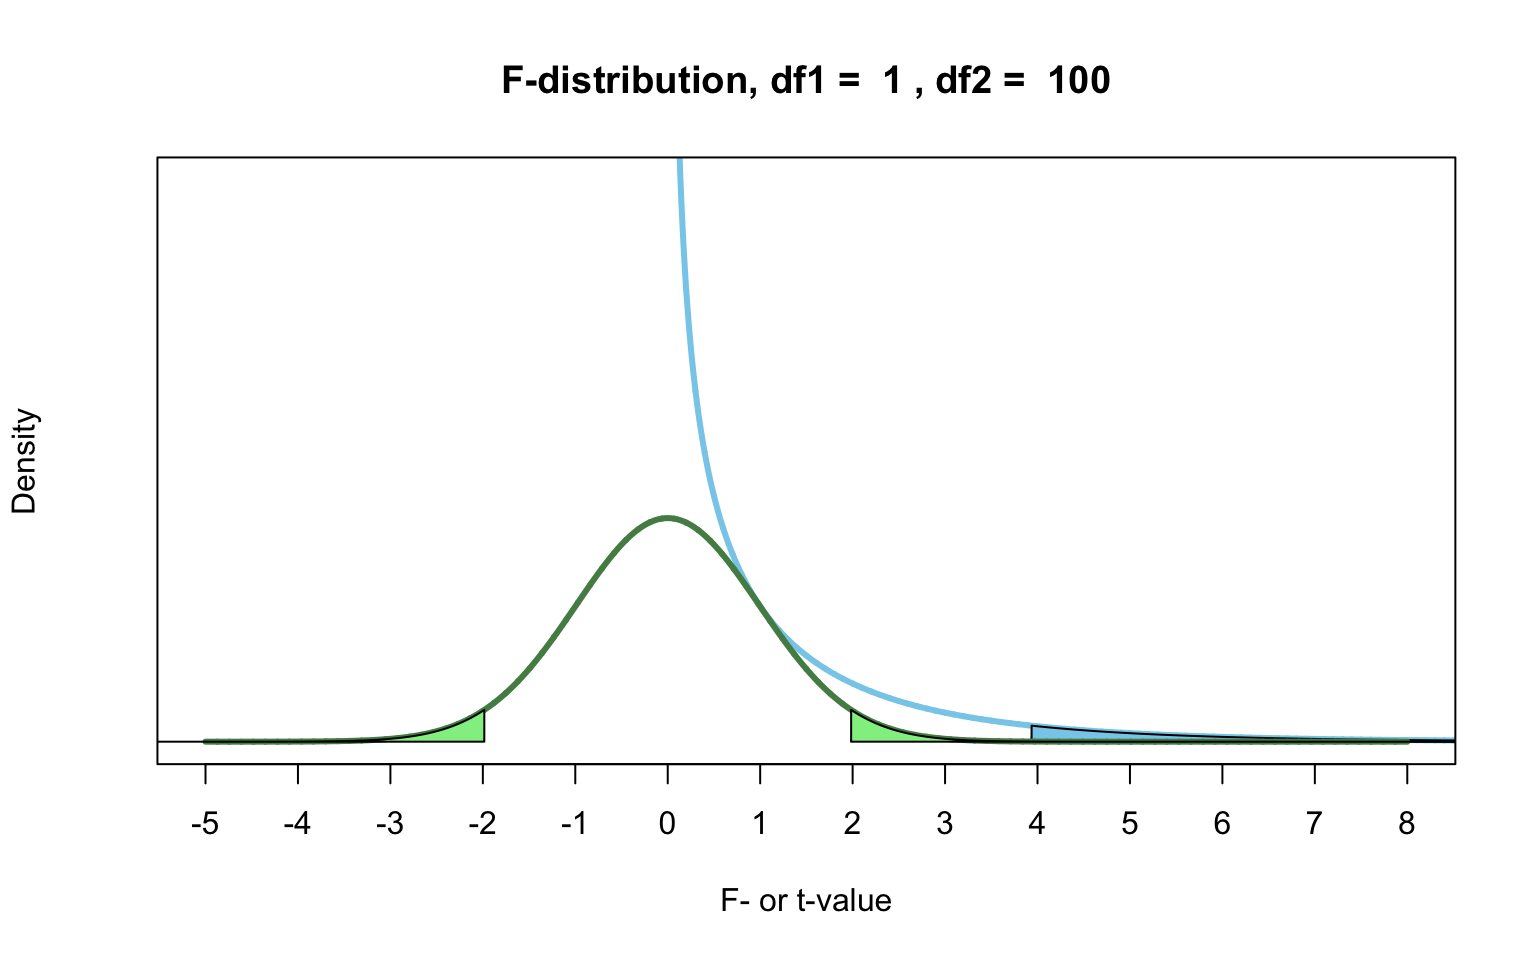 F-distribution, df1 =  1 , df2 =  100
Density
-5 -4 -3 -2 -1 0 1 2 3 4 5 6 7 8
F- or t-value